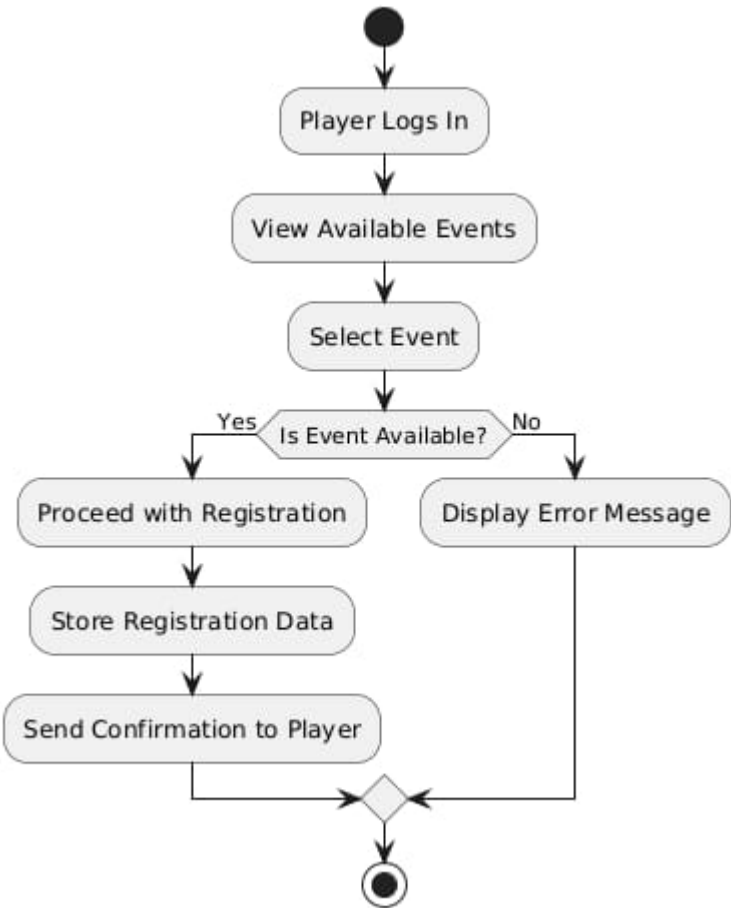 Player Logs In
View Available Events
Select Event
Yes
Is Event Available?
No
Proceed with Registration
Display Error Message
Store Registration Data
Send Confirmation to Player